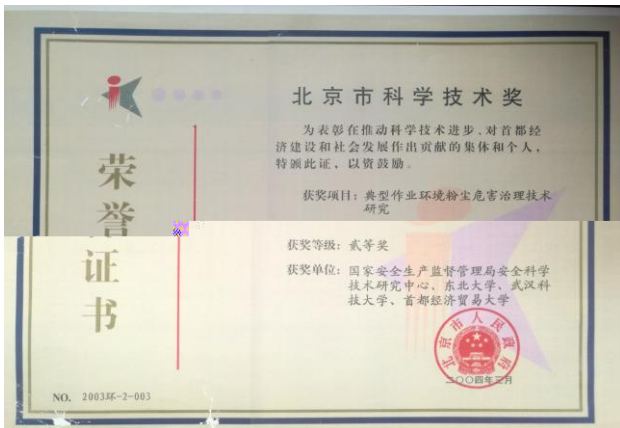 荣誉证书
北京市科学技术奖
为表彰在推动科学技术进步、对首都经
济建设和社会发展作出贡献的集体和个人,
特颁此证,以资鼓励。
获奖项目：典型作业环境粉尘危害治理技术
研究
获奖等级：贰等奖
获奖单位：国家安全生产监督管理局安全科学
技术研究中心、东北大学、武汉科
技大学、首都经济贸易大学
北京市人民政府
二〇〇四年三月
NO. 2003环-2-003